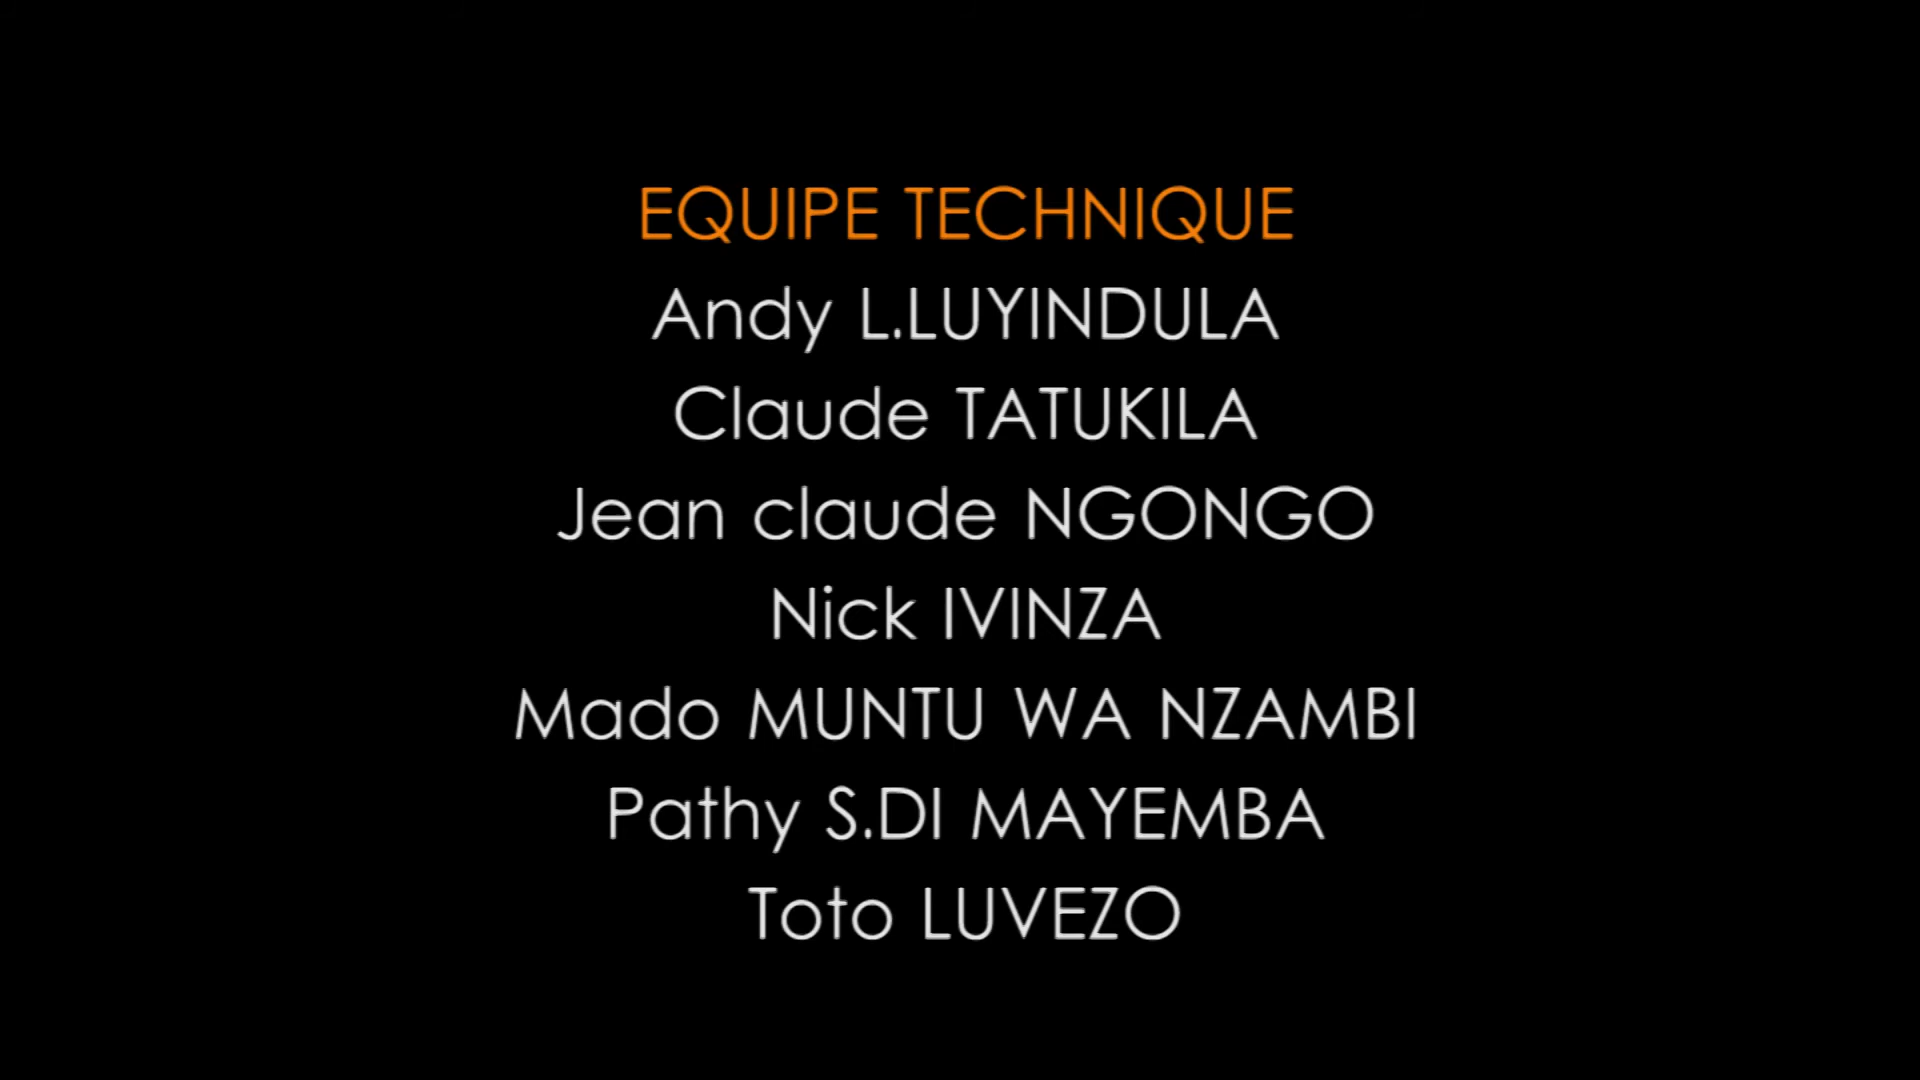 EQUIPE TECHNIQUE
Andy L.LUYINDULA
Claude TATUKILA
Jean claude NGONGO
Nick IVINZA
Mado MUNTU WA NZAMBI
Pathy S.DI MAYEMBA
Toto LUVEZO